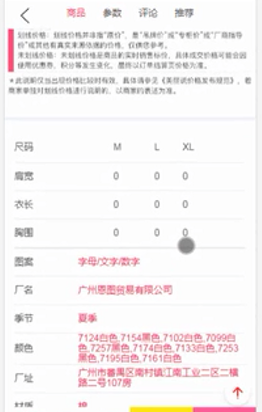 商品 参数 评论 推荐
划线价格：划线价格并非指"原价"，是"吊牌价"或"专柜价"或"厂商指导
价"或其他有真实来源依据的价格，仅供参考。
未划线价格：未划线价格是商品的实时销售标价，具体成交价格可能会因
使用优惠券、积分等发生变化，最终以订单结算页价格为准。
*此说明仅当出现价格比较时有效，具体请参见《美丽说价格发布规范》。若
商家单独对划线价格进行说明的，以商家的表述为准。
尺码 M L XL
肩宽 0 0 0
衣长 0 0 0
胸围 0 0 0
图案 字母/文字/数字
厂名 广州恩图贸易有限公司
季节 夏季
颜色 7124白色,7154黑色,7102白色,7099白
色,7257黑色,7174白色,7133白色,7253
黑色,7195白色,7161白色
厂址 广州市番禺区南村镇江南工业二区二横
路二号107房